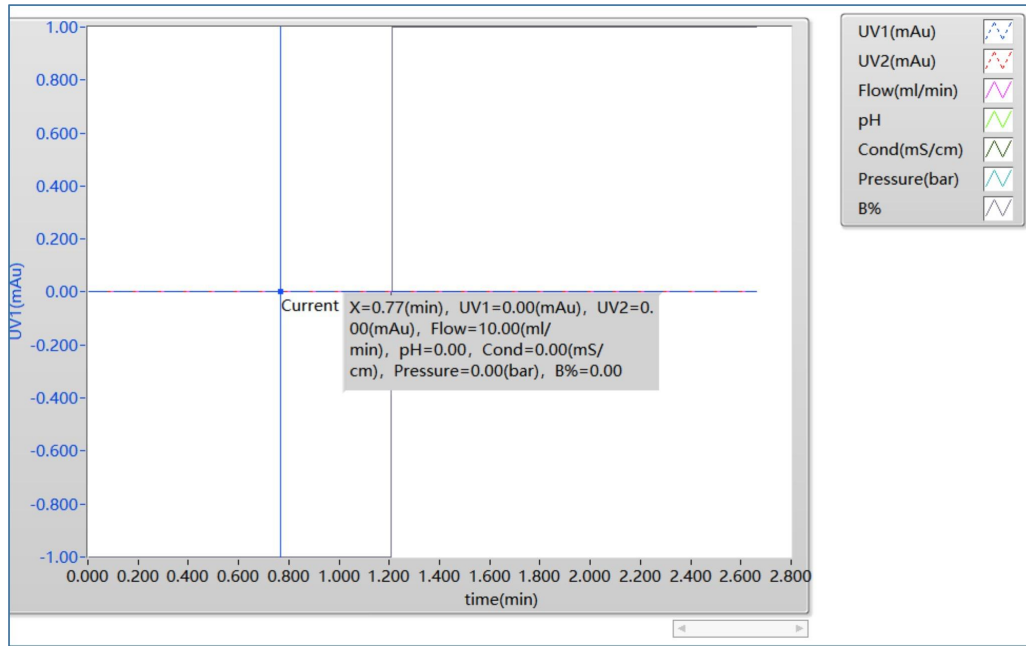 1.00
0.800
0.600
0.400
0.200
0.00
-0.200
-0.400
-0.600
-0.800
-1.00
UV1(mAu)
0.000 0.200 0.400 0.600 0.800 1.000 1.200 1.400 1.600 1.800 2.000 2.200 2.400 2.600 2.800
time(min)
Current
X=0.77(min), UV1=0.00(mAu), UV2=0.
00(mAu), Flow=10.00(ml/
min), pH=0.00, Cond=0.00(mS/
cm), Pressure=0.00(bar), B%=0.00
UV1(mAu)
UV2(mAu)
Flow(ml/min)
pH
Cond(mS/cm)
Pressure(bar)
B%